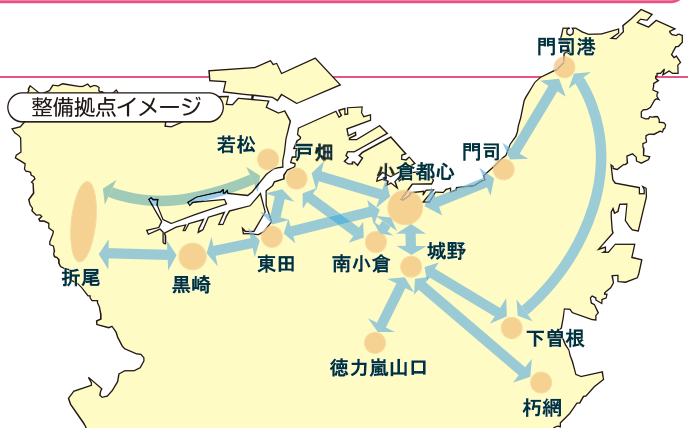 門司港
整備拠点イメージ
若松
戸畑
門司
小倉都心
折尾
黒崎
東田
南小倉
城野
下曽根
徳力嵐山口
朽網